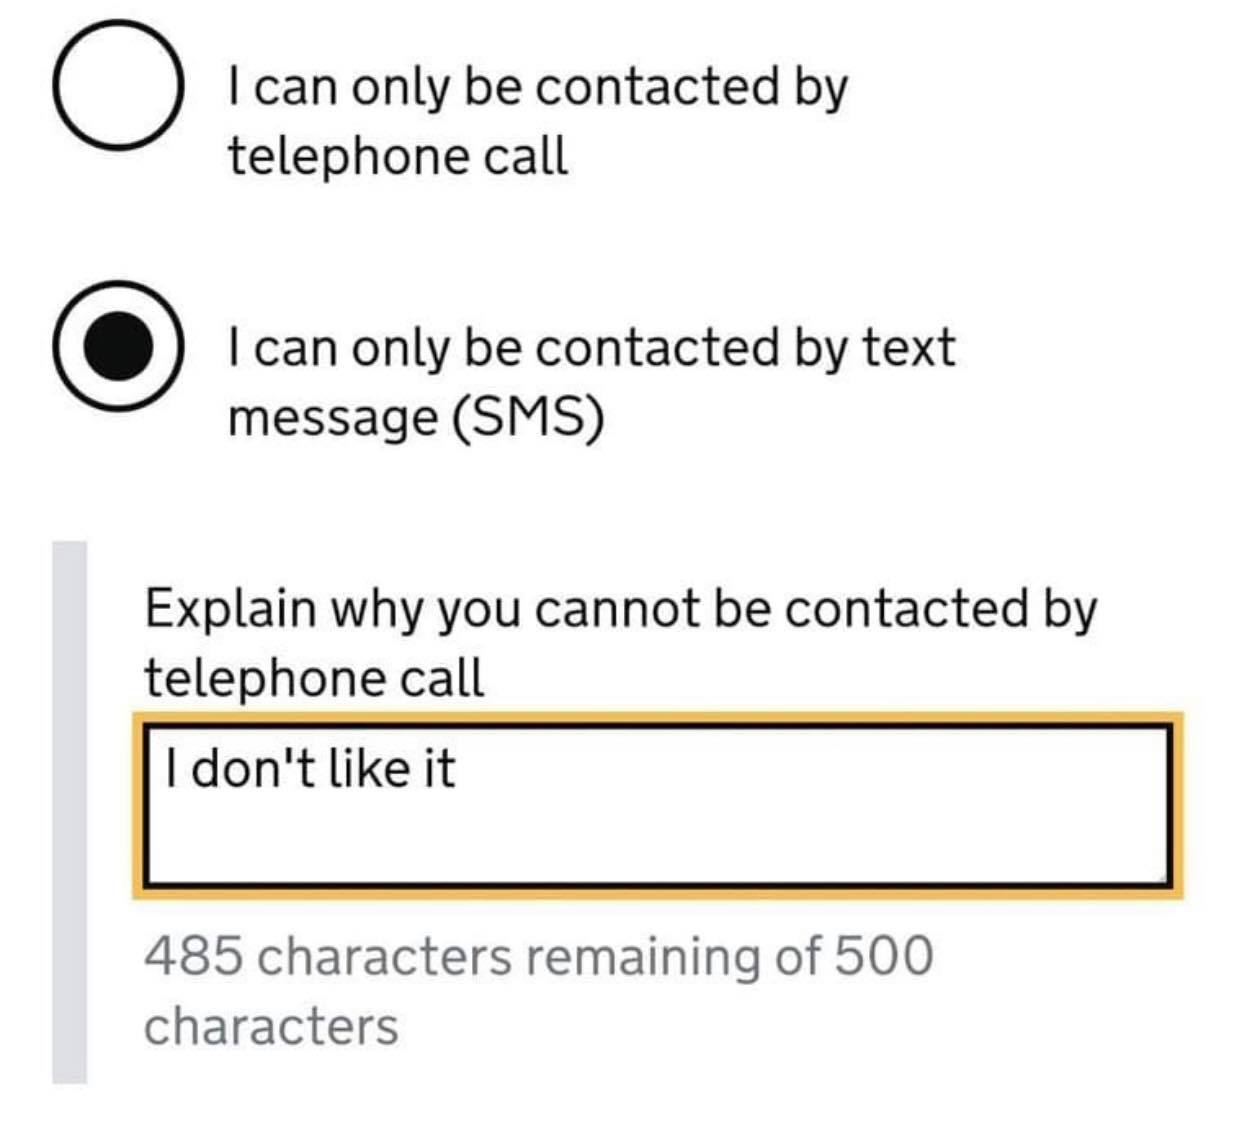 I can only be contacted by
telephone call
I can only be contacted by text
message (SMS)
Explain why you cannot be contacted by
telephone call
I don't like it
485 characters remaining of 500
characters